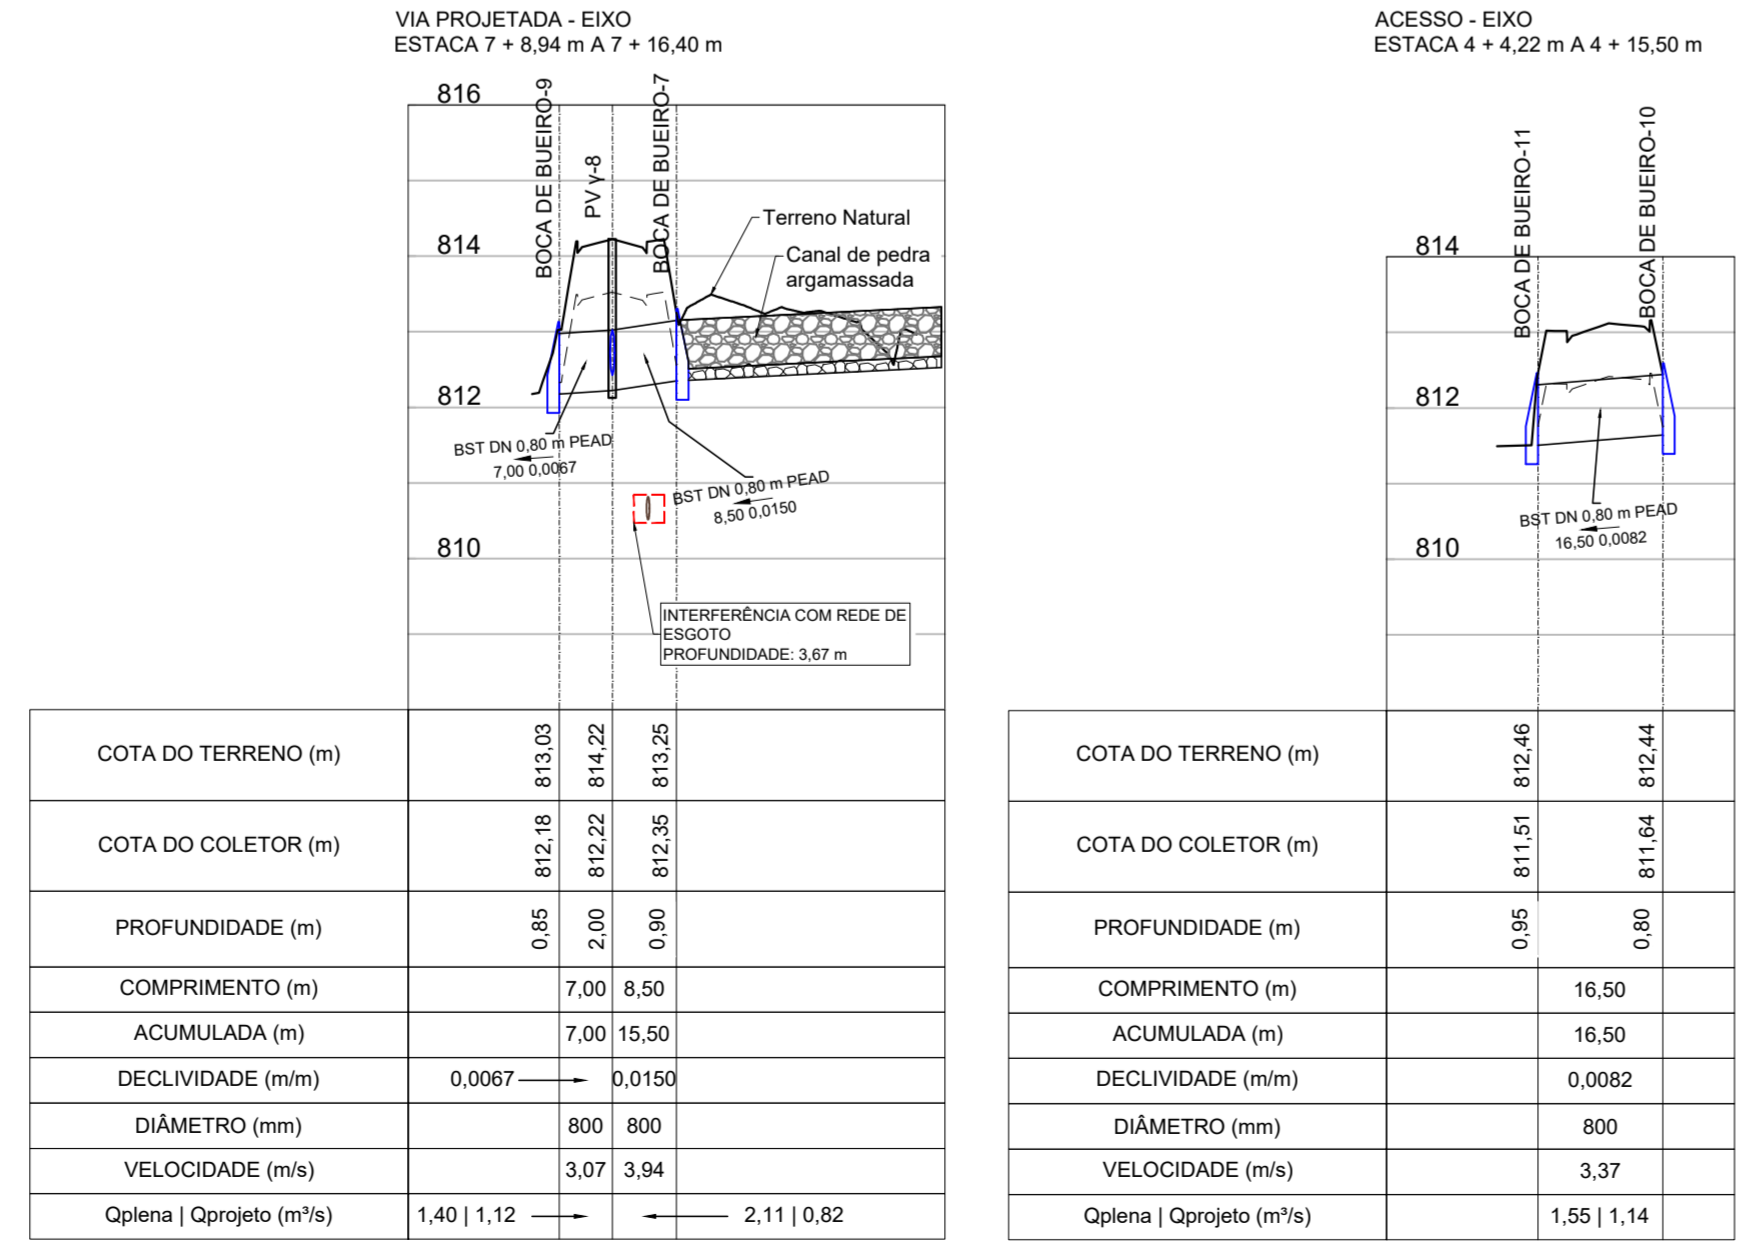 VIA PROJETADA - EIXO
ESTACA 7 + 8,94 m A 7 + 16,40 m
816
814
812
810
BOCA DE BUEIRO-9
PV γ-8
BOCA DE BUEIRO-7
Terreno Natural
Canal de pedra
argamassada
BST DN 0,80 m PEAD
7,00 0,0067
BST DN 0,80 m PEAD
8,50 0,0150
INTERFERÊNCIA COM REDE DE
ESGOTO
PROFUNDIDADE: 3,67 m
COTA DO TERRENO (m) 813,03 814,22 813,25
COTA DO COLETOR (m) 812,18 812,22 812,35
PROFUNDIDADE (m) 0,85 2,00 0,90
COMPRIMENTO (m) 7,00 8,50
ACUMULADA (m) 7,00 15,50
DECLIVIDADE (m/m) 0,0067 0,0150
DIÂMETRO (mm) 800 800
VELOCIDADE (m/s) 3,07 3,94
Qplena | Qprojeto (m³/s) 1,40 | 1,12 2,11 | 0,82
ACESSO - EIXO
ESTACA 4 + 4,22 m A 4 + 15,50 m
814
812
810
BOCA DE BUEIRO-11
BOCA DE BUEIRO-10
BST DN 0,80 m PEAD
16,50 0,0082
COTA DO TERRENO (m) 812,46 812,44
COTA DO COLETOR (m) 811,51 811,64
PROFUNDIDADE (m) 0,95 0,80
COMPRIMENTO (m) 16,50
ACUMULADA (m) 16,50
DECLIVIDADE (m/m) 0,0082
DIÂMETRO (mm) 800
VELOCIDADE (m/s) 3,37
Qplena | Qprojeto (m³/s) 1,55 | 1,14